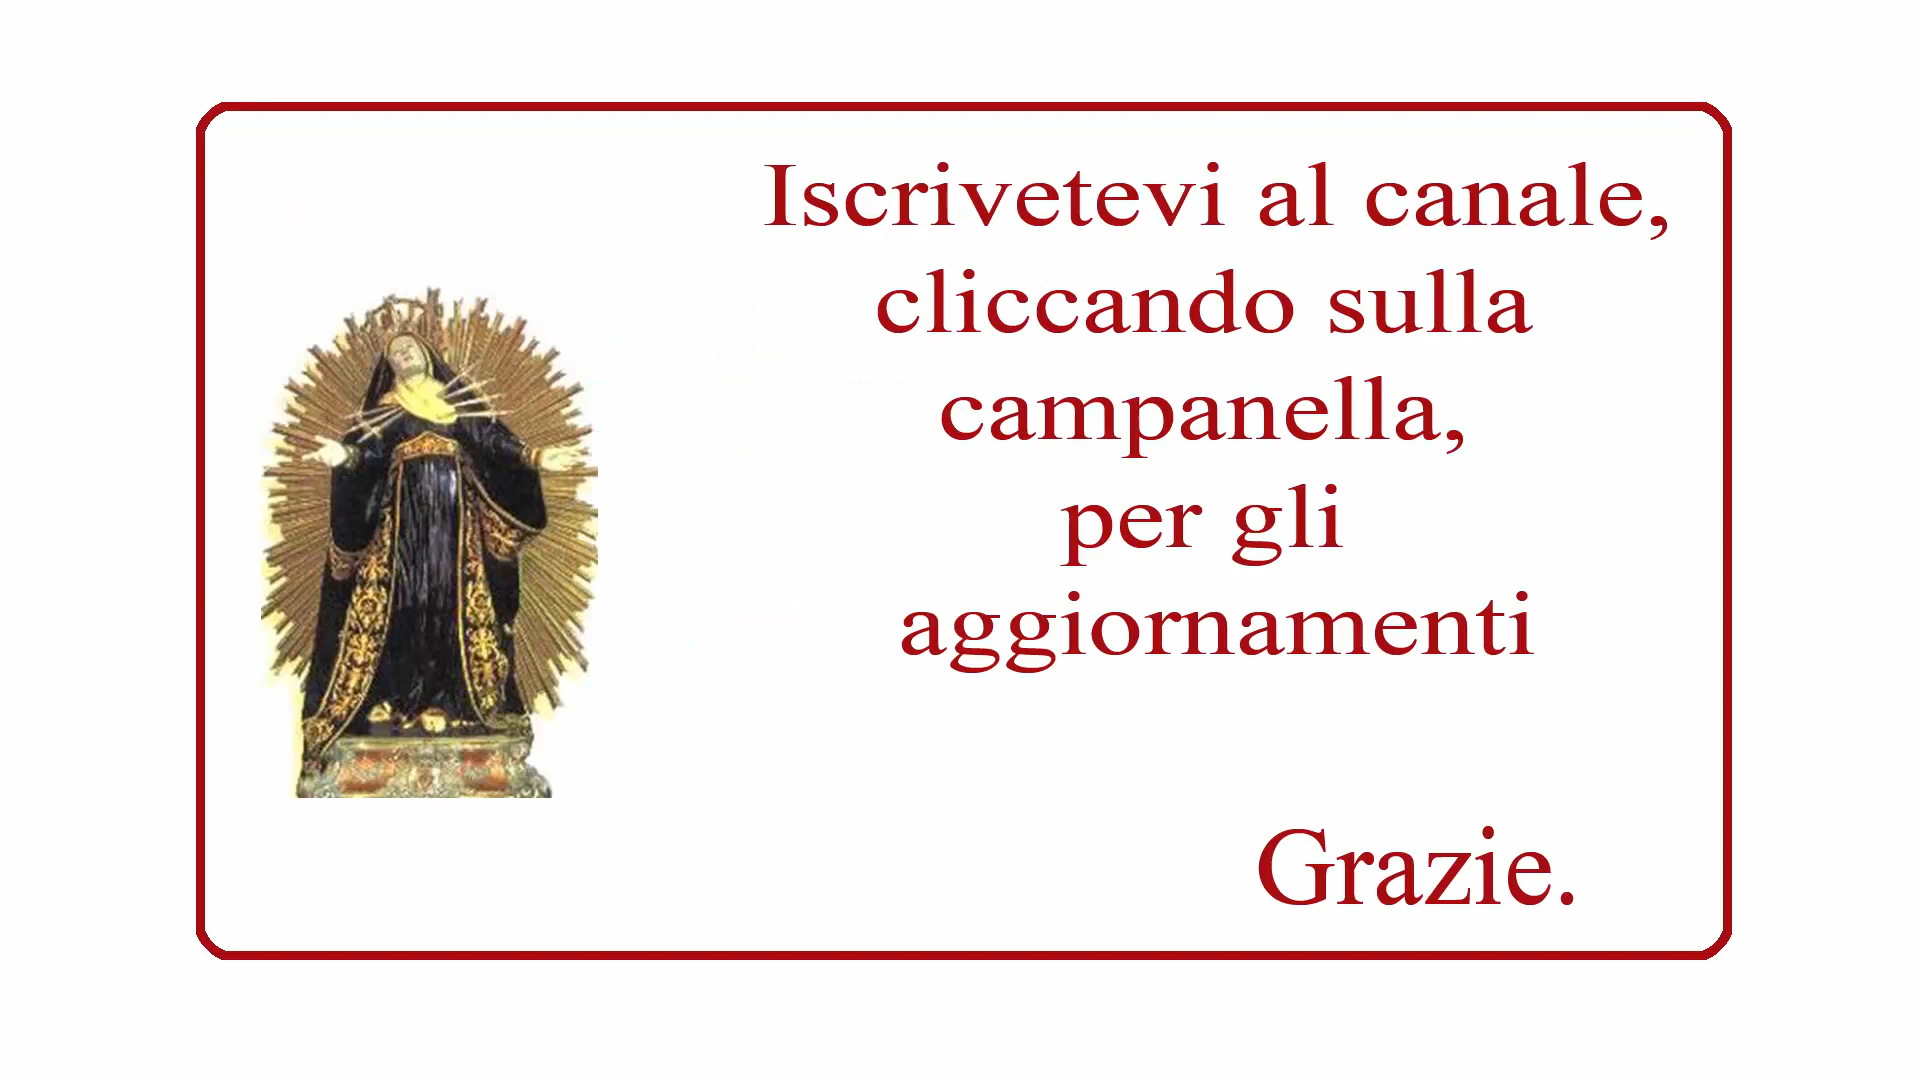 Iscrivetevi al canale,
cliccando sulla
campanella,
per gli
aggiornamenti
Grazie.